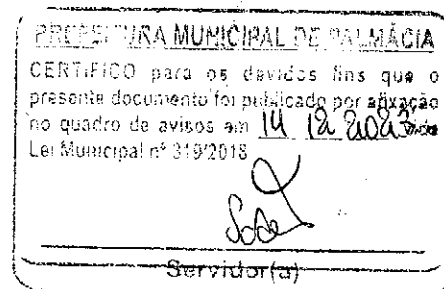 PREFEITURA MUNICIPAL DE PALMÁCIA
CERTIFICO para os devidos fins que o
presente documento foi publicado por afixação
no quadro de avisos em 14 12 2023
Lei Municipal nº 319/2018
Servidor(a)